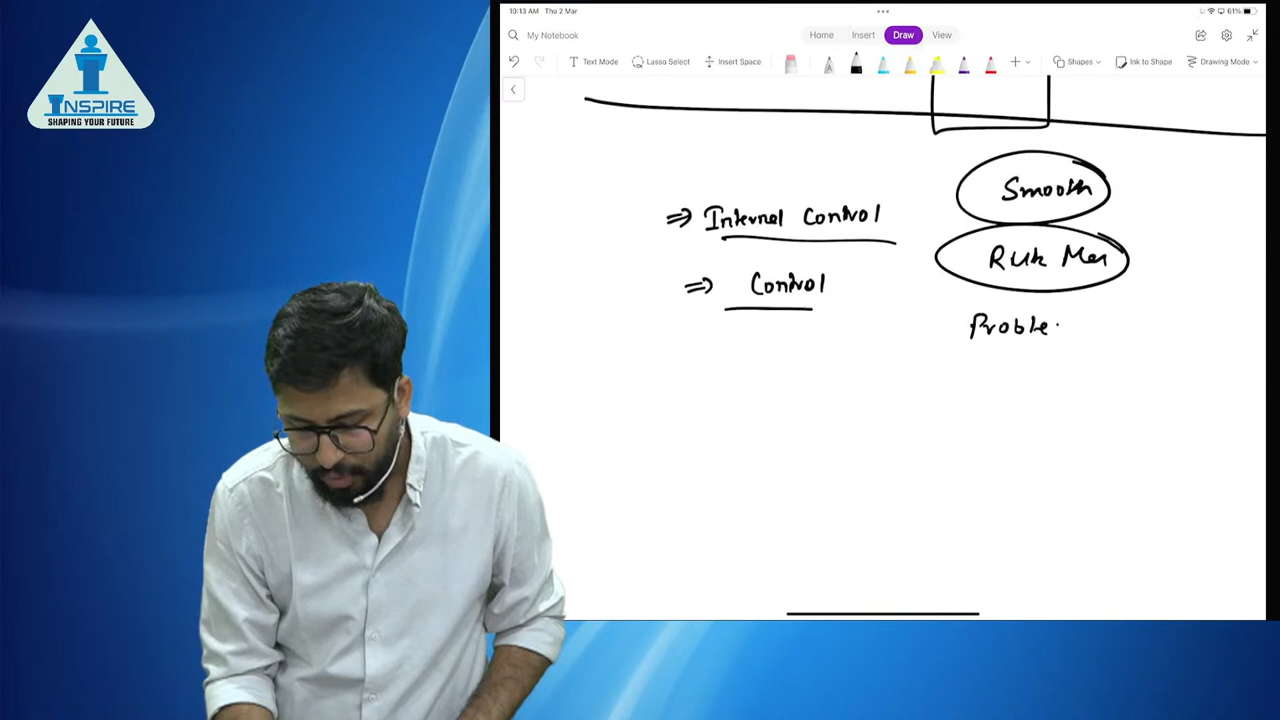 INSPIRE
SHAPING YOUR FUTURE
10:13 AM Thu 2 Mar
61%
My Notebook
Home Insert Draw View
Text Mode Lasso Select Insert Space Shapes Ink to Shape Drawing Mode
Smooth
⇒ Internal Control
Risk Man
⇒ Control
Proble